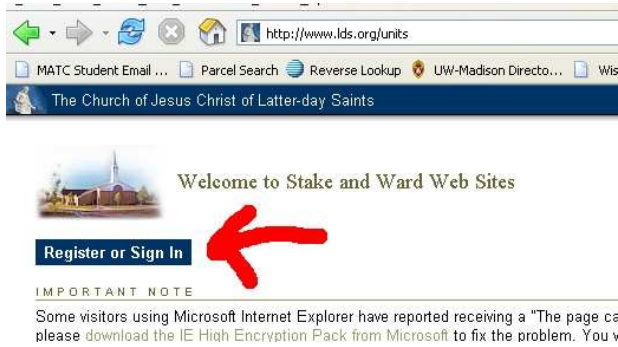 http://www.lds.org/units
MATC Student Email ... Parcel Search Reverse Lookup UW-Madison Directo... Wis
The Church of Jesus Christ of Latter-day Saints
Welcome to Stake and Ward Web Sites
Register or Sign In
IMPORTANT NOTE
Some visitors using Microsoft Internet Explorer have reported receiving a "The page ca
please download the IE High Encryption Pack from Microsoft to fix the problem. You